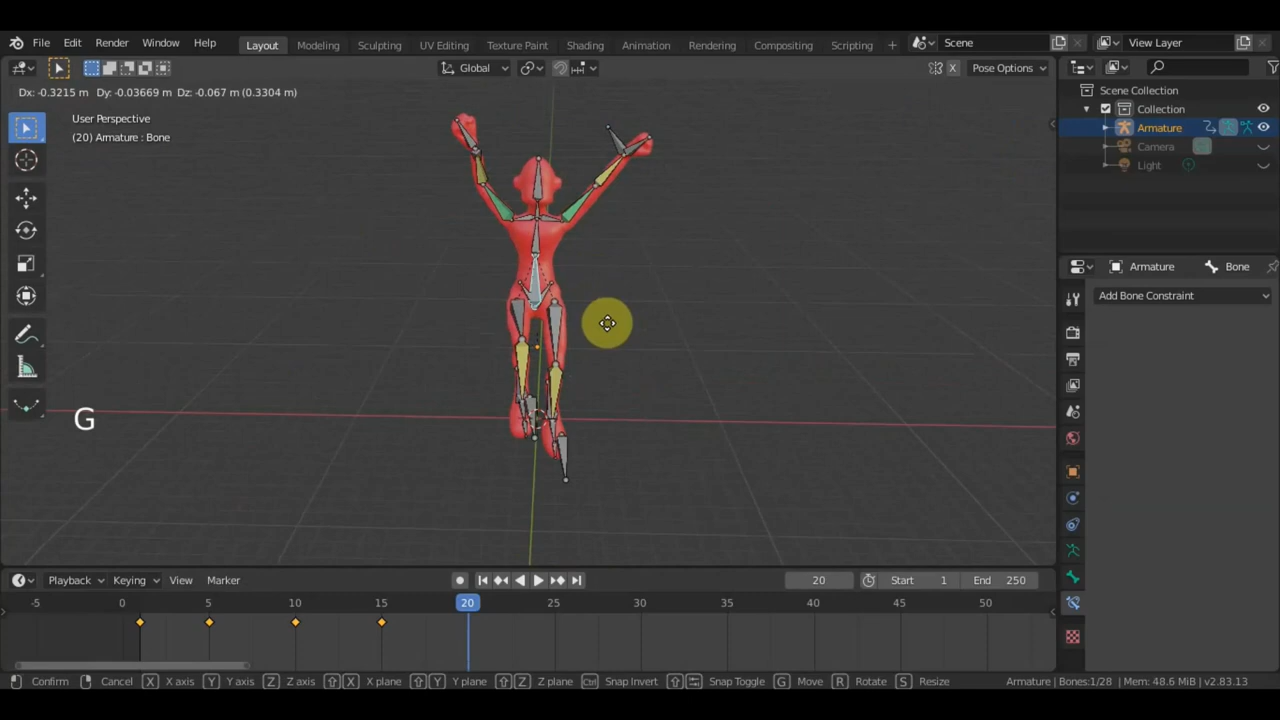 File Edit Render Window Help Layout Modeling Sculpting UV Editing Texture Paint Shading Animation Rendering Compositing Scripting + Scene View Layer
Global Pose Options X
Dx: -0.3215 m Dy: -0.03669 m Dz: -0.067 m (0.3304 m)
User Perspective
(20) Armature : Bone
G
Scene Collection
Collection
Armature
Camera
Light
Armature Bone
Add Bone Constraint
Playback Keying View Marker 20 Start 1 End 250
-5 0 5 10 15 20 25 30 35 40 45 50
Confirm Cancel X X axis Y Y axis Z Z axis X X plane Y Y plane Z Z plane Ctrl Snap Invert Snap Toggle G Move R Rotate S Resize Armature | Bones:1/28 | Mem: 48.6 MiB | v2.83.13